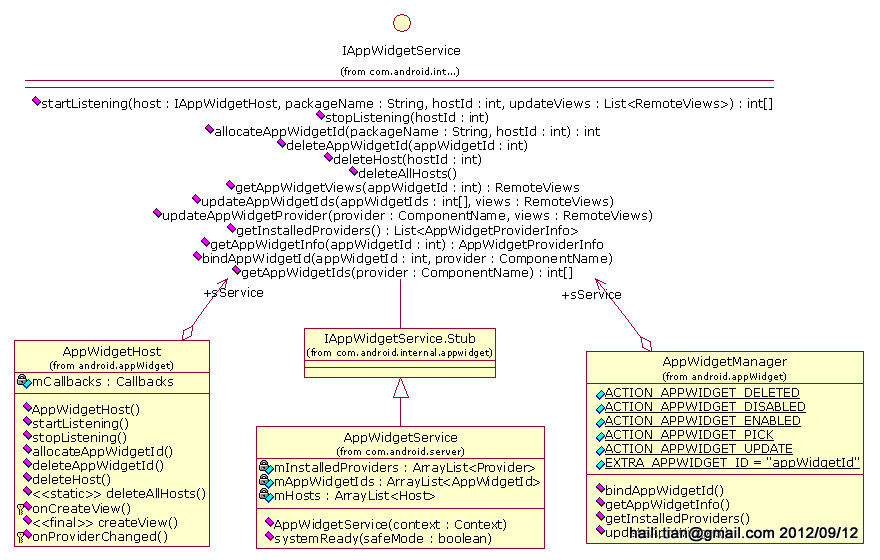 IAppWidgetService
(from com.android.int...)
startListening(host : IAppWidgetHost, packageName : String, hostId : int, updateViews : List<RemoteViews>) : int[]
stopListening(hostId : int)
allocateAppWidgetId(packageName : String, hostId : int) : int
deleteAppWidgetId(appWidgetId : int)
deleteHost(hostId : int)
deleteAllHosts()
getAppWidgetViews(appWidgetId : int) : RemoteViews
updateAppWidgetIds(appWidgetIds : int[], views : RemoteViews)
updateAppWidgetProvider(provider : ComponentName, views : RemoteViews)
getInstalledProviders() : List<AppWidgetProviderInfo>
getAppWidgetInfo(appWidgetId : int) : AppWidgetProviderInfo
bindAppWidgetId(appWidgetId : int, provider : ComponentName)
getAppWidgetIds(provider : ComponentName) : int[]
+sService
+sService
AppWidgetHost
(from android.appWidget)
mCallbacks : Callbacks
AppWidgetHost()
startListening()
stopListening()
allocateAppWidgetId()
deleteAppWidgetId()
deleteHost()
<<static>> deleteAllHosts()
onCreateView()
<<final>> createView()
onProviderChanged()
IAppWidgetService.Stub
(from com.android.internal.appwidget)
AppWidgetService
(from com.android.server)
mInstalledProviders : ArrayList<Provider>
mAppWidgetIds : ArrayList<AppWidgetId>
mHosts : ArrayList<Host>
AppWidgetService(context : Context)
systemReady(safeMode : boolean)
AppWidgetManager
(from android.appWidget)
ACTION_APPWIDGET_DELETED
ACTION_APPWIDGET_DISABLED
ACTION_APPWIDGET_ENABLED
ACTION_APPWIDGET_PICK
ACTION_APPWIDGET_UPDATE
EXTRA_APPWIDGET_ID = "appWidgetId"
bindAppWidgetId()
getAppWidgetInfo()
getInstalledProviders()
haili.tian@gmail.com 2012/09/12